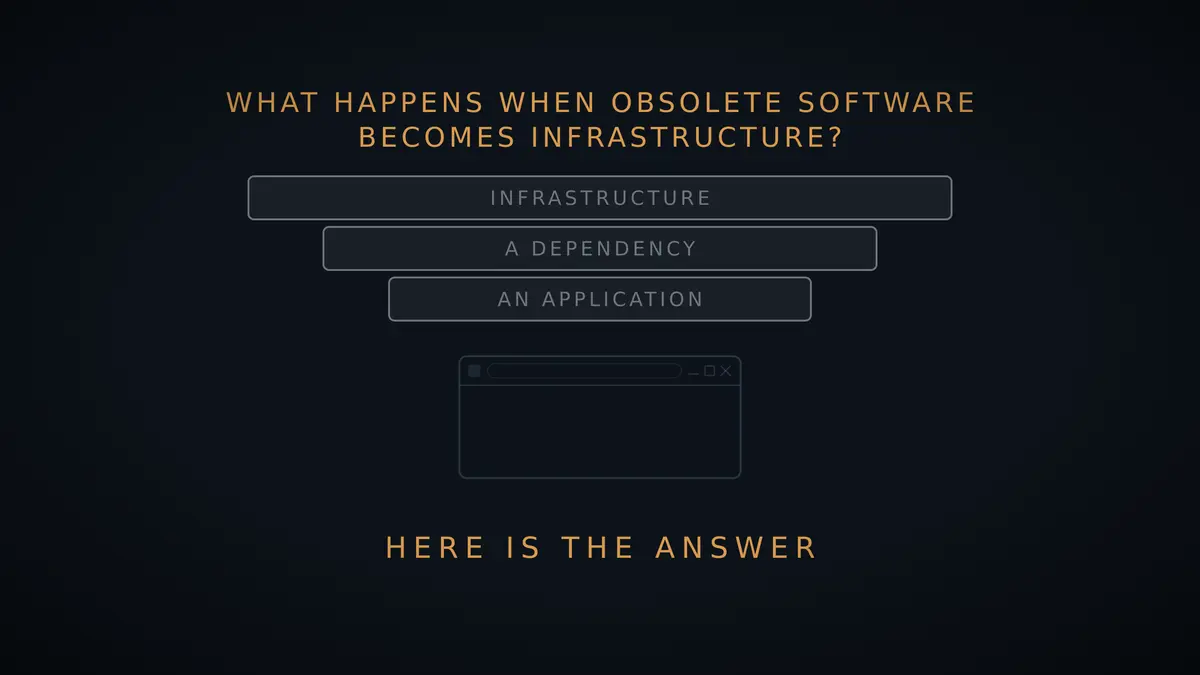 WHAT HAPPENS WHEN OBSOLETE SOFTWARE
BECOMES INFRASTRUCTURE?
INFRASTRUCTURE
A DEPENDENCY
AN APPLICATION
HERE IS THE ANSWER